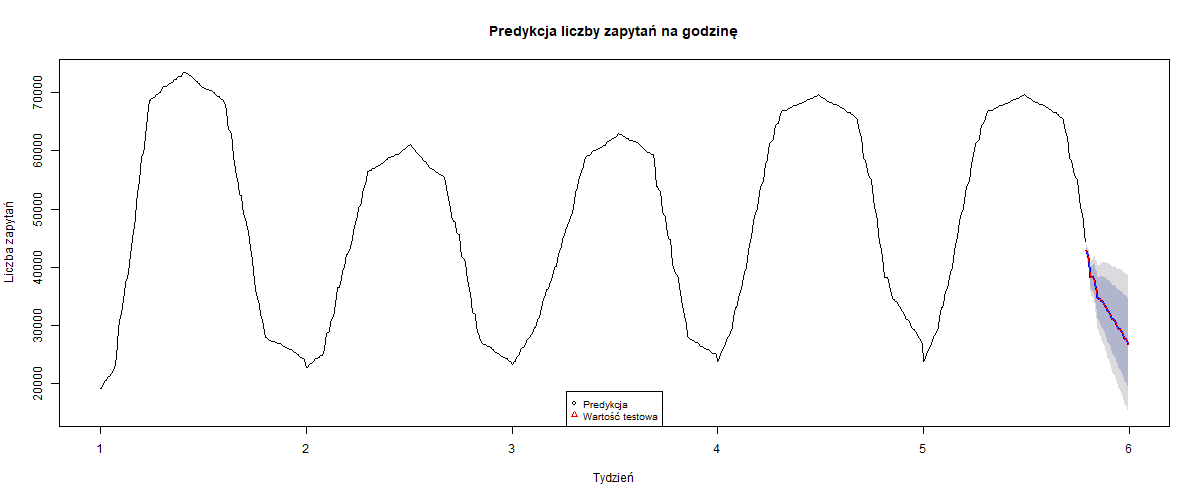 Predykcja liczby zapytań na godzinę
Liczba zapytań
70000
60000
50000
40000
30000
20000
Predykcja
Wartość testowa
1 2 3 4 5 6
Tydzień